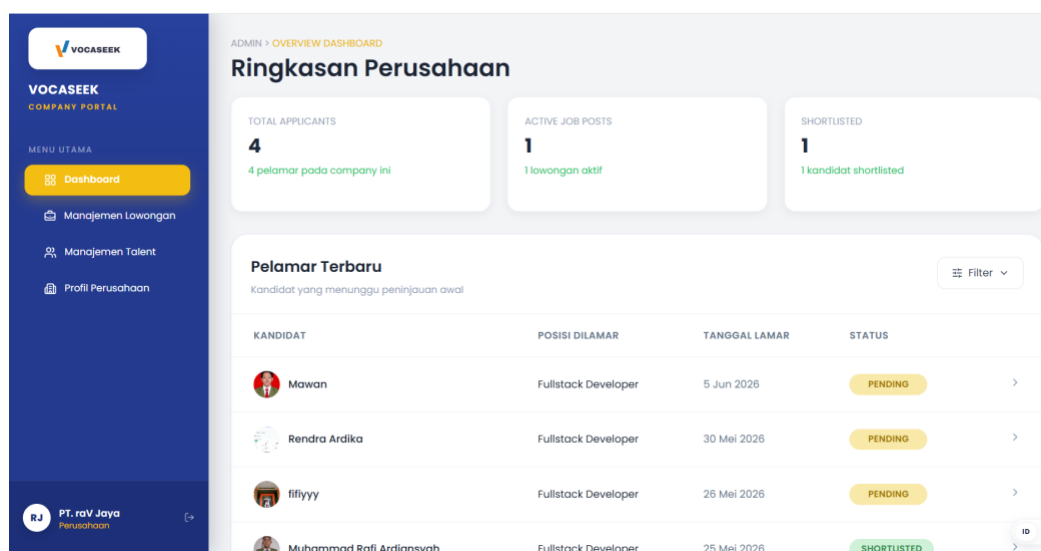 VOCASEEK
VOCASEEK
COMPANY PORTAL
MENU UTAMA
Dashboard
Manajemen Lowongan
Manajemen Talent
Profil Perusahaan
RJ
PT. raV Jaya
Perusahaan
ADMIN > OVERVIEW DASHBOARD
Ringkasan Perusahaan
TOTAL APPLICANTS
4
4 pelamar pada company ini
ACTIVE JOB POSTS
1
1 lowongan aktif
SHORTLISTED
1
1 kandidat shortlisted
Pelamar Terbaru
Kandidat yang menunggu peninjauan awal
Filter
KANDIDAT POSISI DILAMAR TANGGAL LAMAR STATUS
Mawan Fullstack Developer 5 Jun 2026 PENDING
Rendra Ardika Fullstack Developer 30 Mei 2026 PENDING
fifiyyy Fullstack Developer 26 Mei 2026 PENDING
Muhammad Rafi Ardiansyah Fullstack Developer 25 Mei 2026 SHORTLISTED
ID